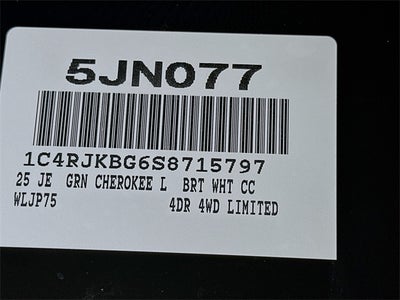 5JN077
1C4RJKBG6S8715797
25 JE GRN CHEROKEE L BRT WHT CC
WLJP75 4DR 4WD LIMITED